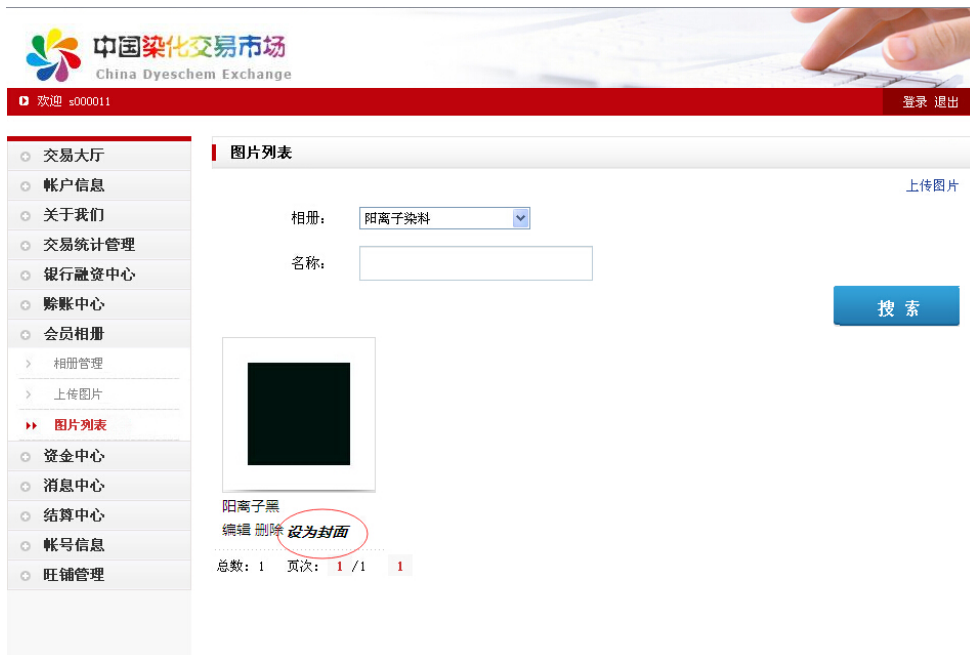 中国染化交易市场
China Dyeschem Exchange
欢迎 s000011
登录 退出
交易大厅
帐户信息
关于我们
交易统计管理
银行融资中心
赊账中心
会员相册
相册管理
上传图片
图片列表
资金中心
消息中心
结算中心
帐号信息
旺铺管理
图片列表
上传图片
相册： 阳离子染料
名称：
搜 索
阳离子黑
编辑 删除 设为封面
总数：1 页次： 1 /1 1